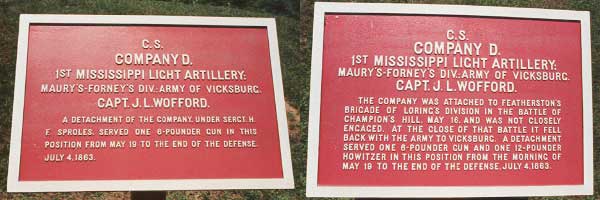 C.S.
COMPANY D.
1ST MISSISSIPPI LIGHT ARTILLERY:
MAURY'S-FORNEY'S DIV.: ARMY OF VICKSBURG.
CAPT. J. L. WOFFORD.
A DETACHMENT OF THE COMPANY, UNDER SERGT. H.
F. SPROLES, SERVED ONE 6-POUNDER GUN IN THIS
POSITION FROM MAY 19 TO THE END OF THE DEFENSE,
JULY 4, 1863.
C.S.
COMPANY D.
1ST MISSISSIPPI LIGHT ARTILLERY:
MAURY'S-FORNEY'S DIV.: ARMY OF VICKSBURG.
CAPT. J. L. WOFFORD.
THE COMPANY WAS ATTACHED TO FEATHERSTON'S
BRIGADE OF LORING'S DIVISION IN THE BATTLE OF
CHAMPION'S HILL, MAY 16, AND WAS NOT CLOSELY
ENGAGED. AT THE CLOSE OF THAT BATTLE IT FELL
BACK WITH THE ARMY TO VICKSBURG. A DETACHMENT
SERVED ONE 6-POUNDER GUN AND ONE 12-POUNDER
HOWITZER IN THIS POSITION FROM THE MORNING OF
MAY 19 TO THE END OF THE DEFENSE, JULY 4, 1863.